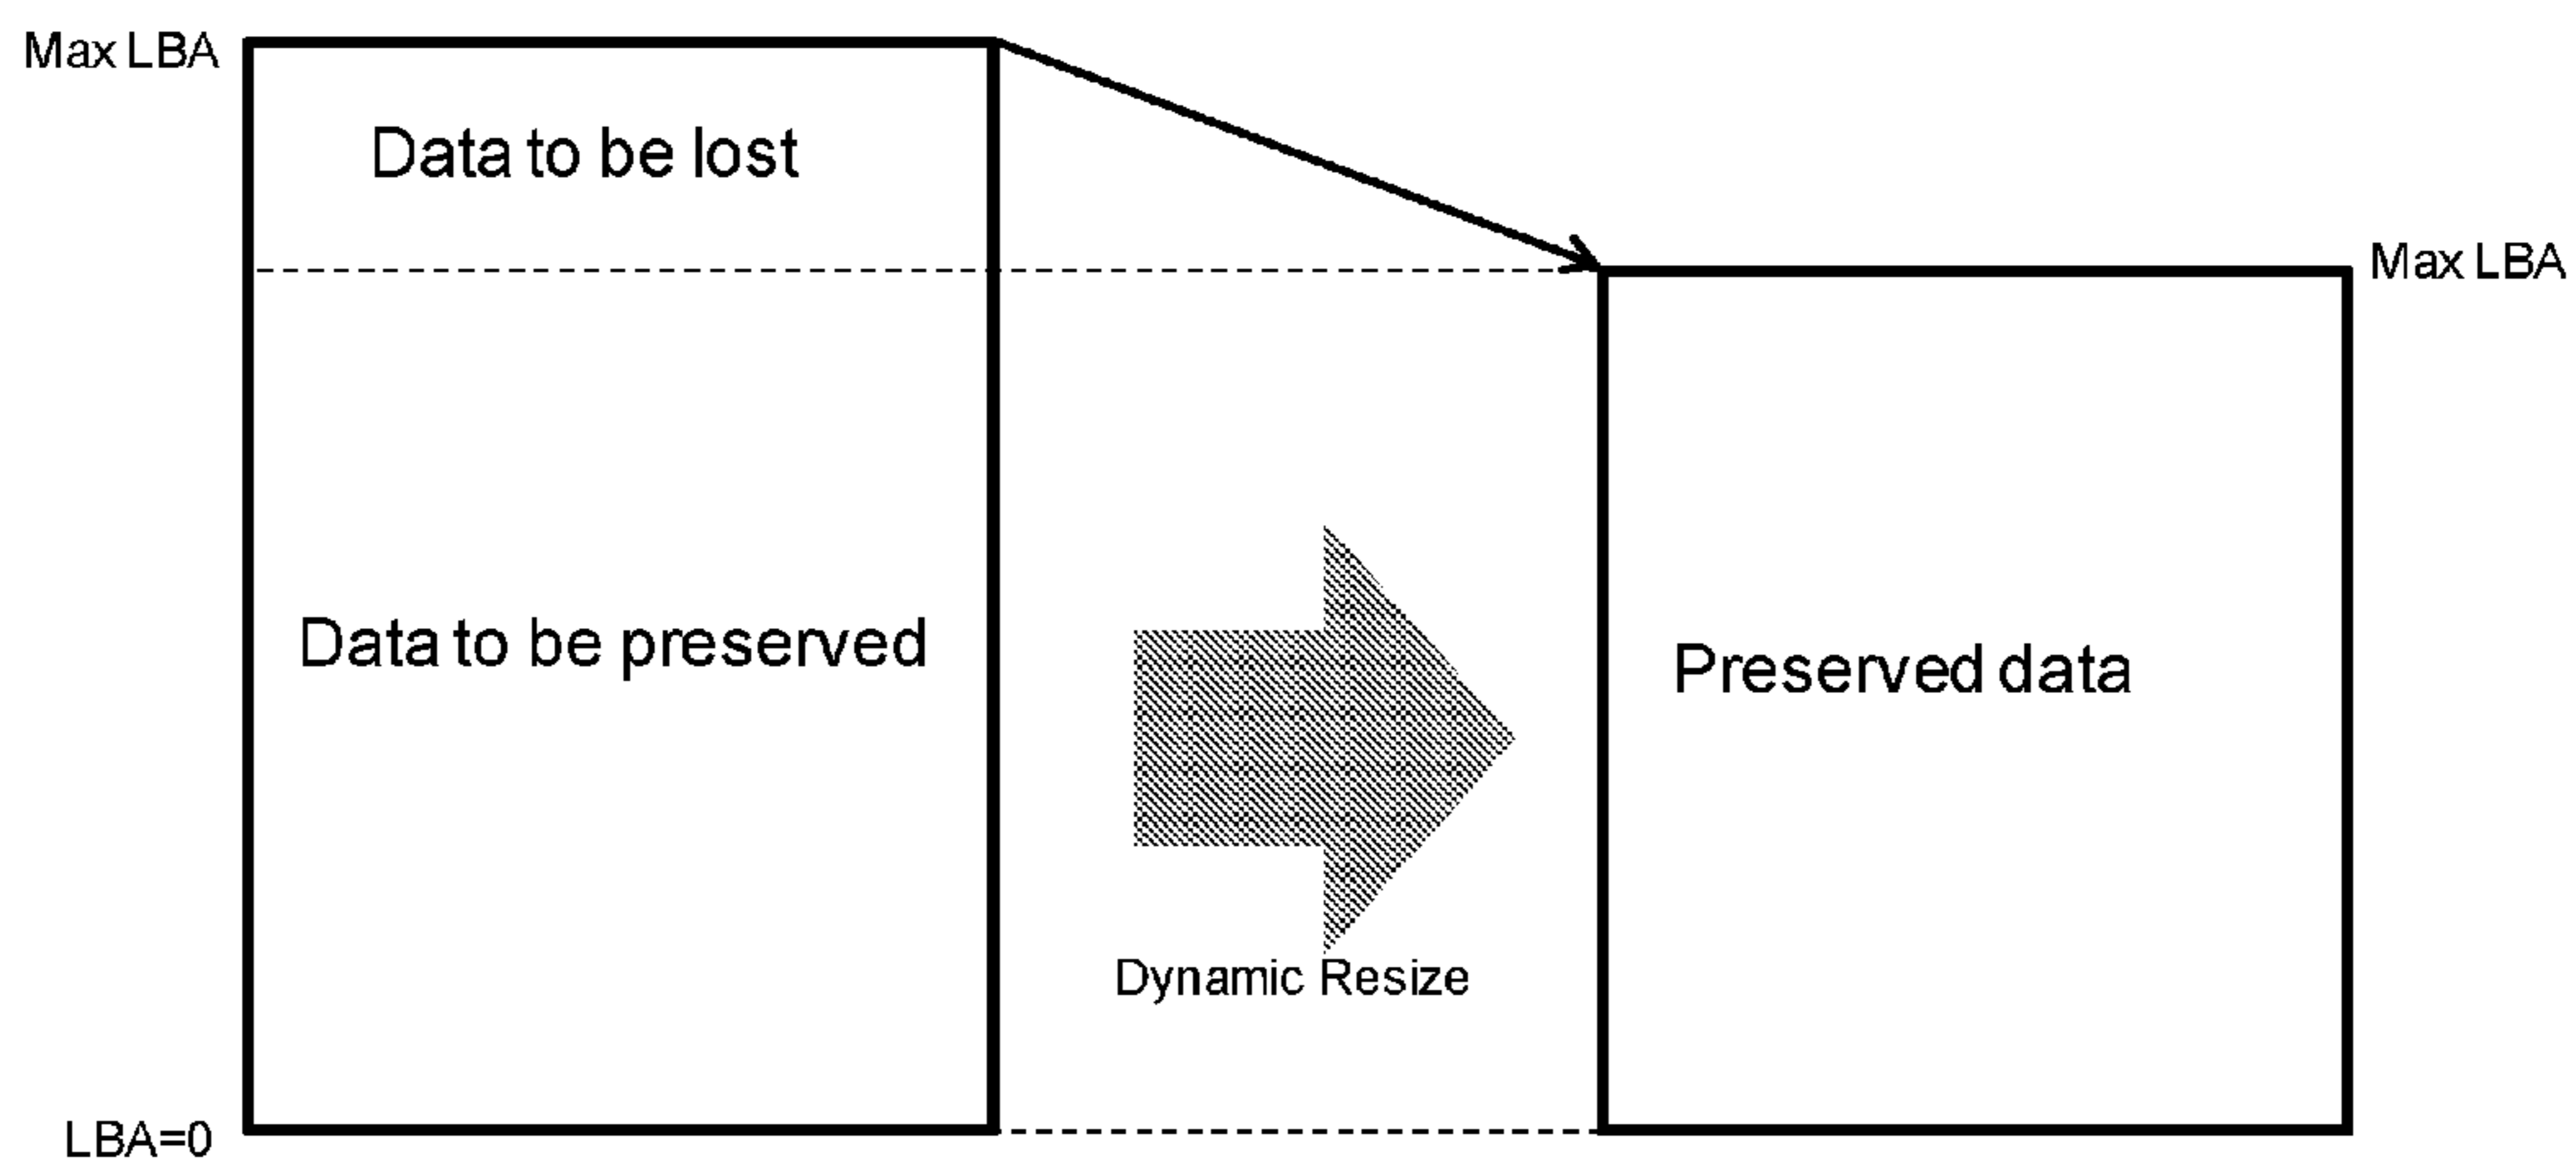 Max LBA
Data to be lost
Max LBA
Data to be preserved
Preserved data
Dynamic Resize
LBA=0